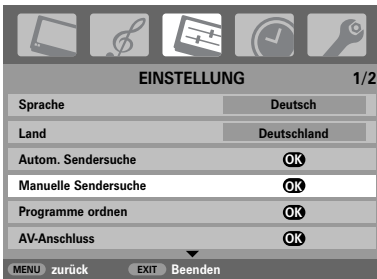 EINSTELLUNG 1/2
Sprache Deutsch
Land Deutschland
Autom. Sendersuche OK
Manuelle Sendersuche OK
Programme ordnen OK
AV-Anschluss OK
MENU zurück EXIT Beenden